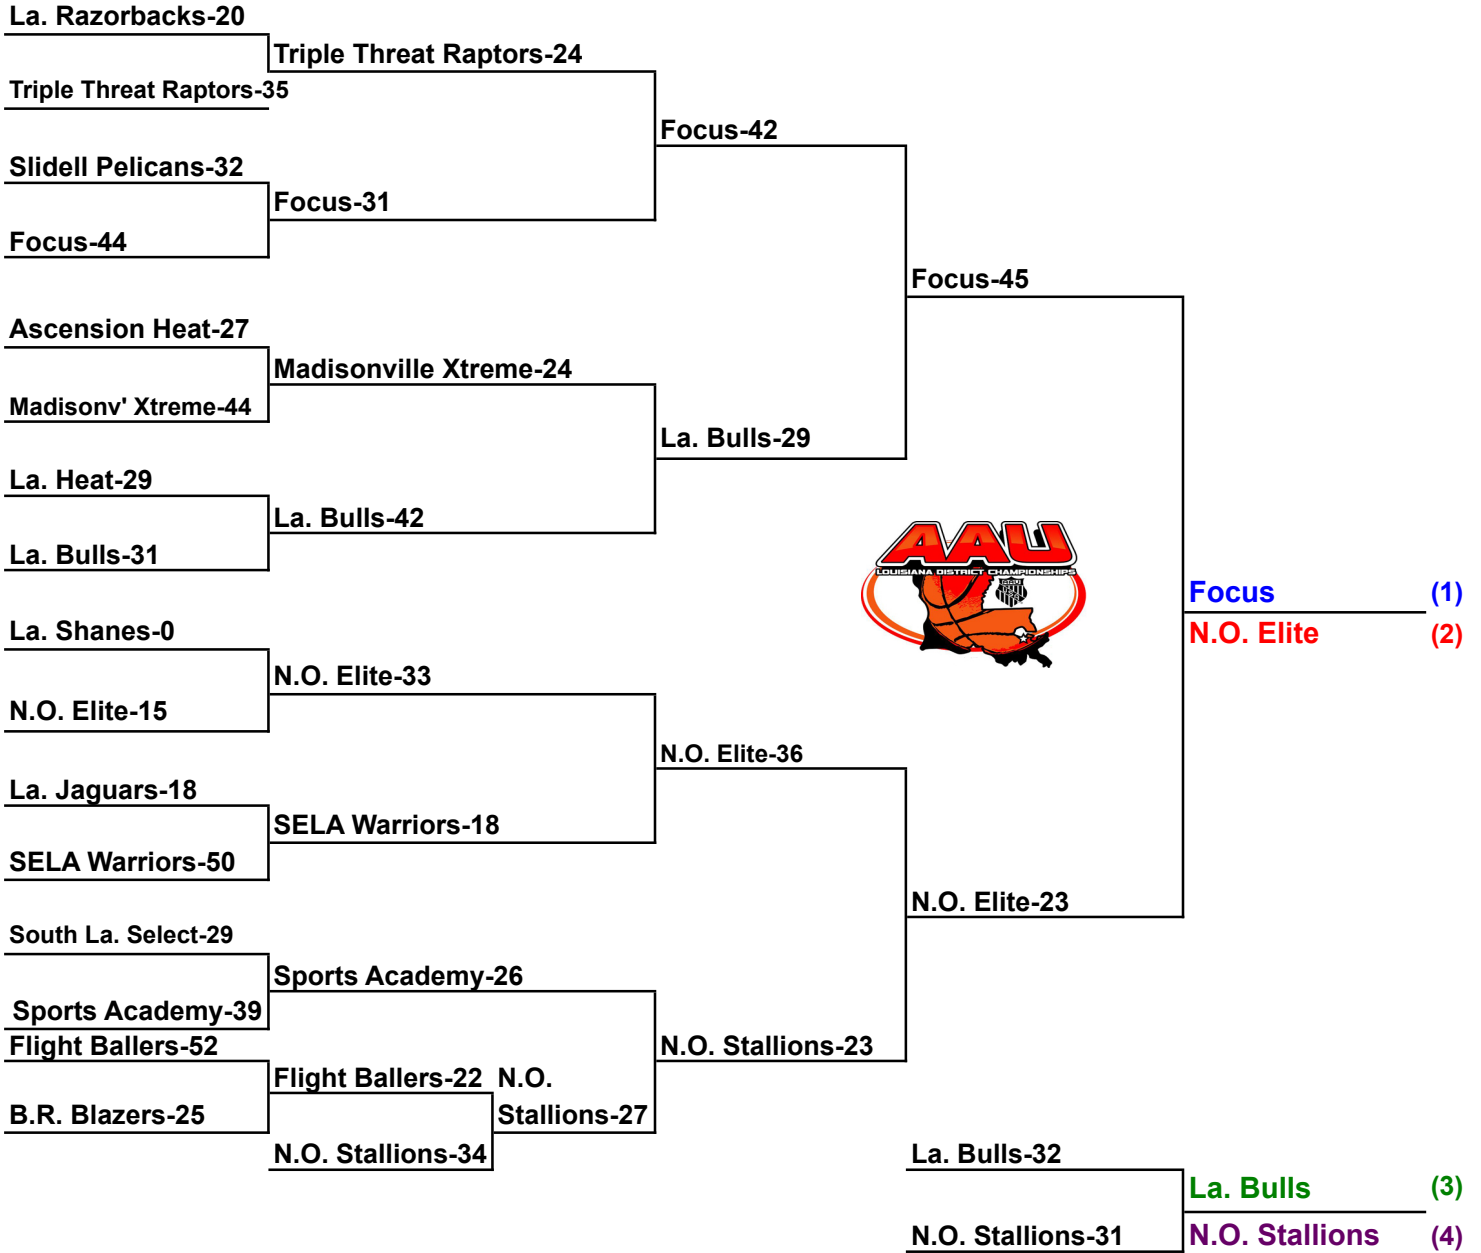 La. Razorbacks-20
Triple Threat Raptors-24
Triple Threat Raptors-35
Focus-42
Slidell Pelicans-32
Focus-31
Focus-44
Focus-45
Ascension Heat-27
Madisonville Xtreme-24
Madisonv' Xtreme-44
La. Bulls-29
La. Heat-29
La. Bulls-42
La. Bulls-31
AAU
LOUISIANA DISTRICT CHAMPIONSHIPS
Focus (1)
N.O. Elite (2)
La. Shanes-0
N.O. Elite-33
N.O. Elite-15
N.O. Elite-36
La. Jaguars-18
SELA Warriors-18
SELA Warriors-50
N.O. Elite-23
South La. Select-29
Sports Academy-26
Sports Academy-39
Flight Ballers-52
N.O. Stallions-23
Flight Ballers-22
N.O.
Stallions-27
B.R. Blazers-25
N.O. Stallions-34
La. Bulls-32
La. Bulls (3)
N.O. Stallions-31
N.O. Stallions (4)